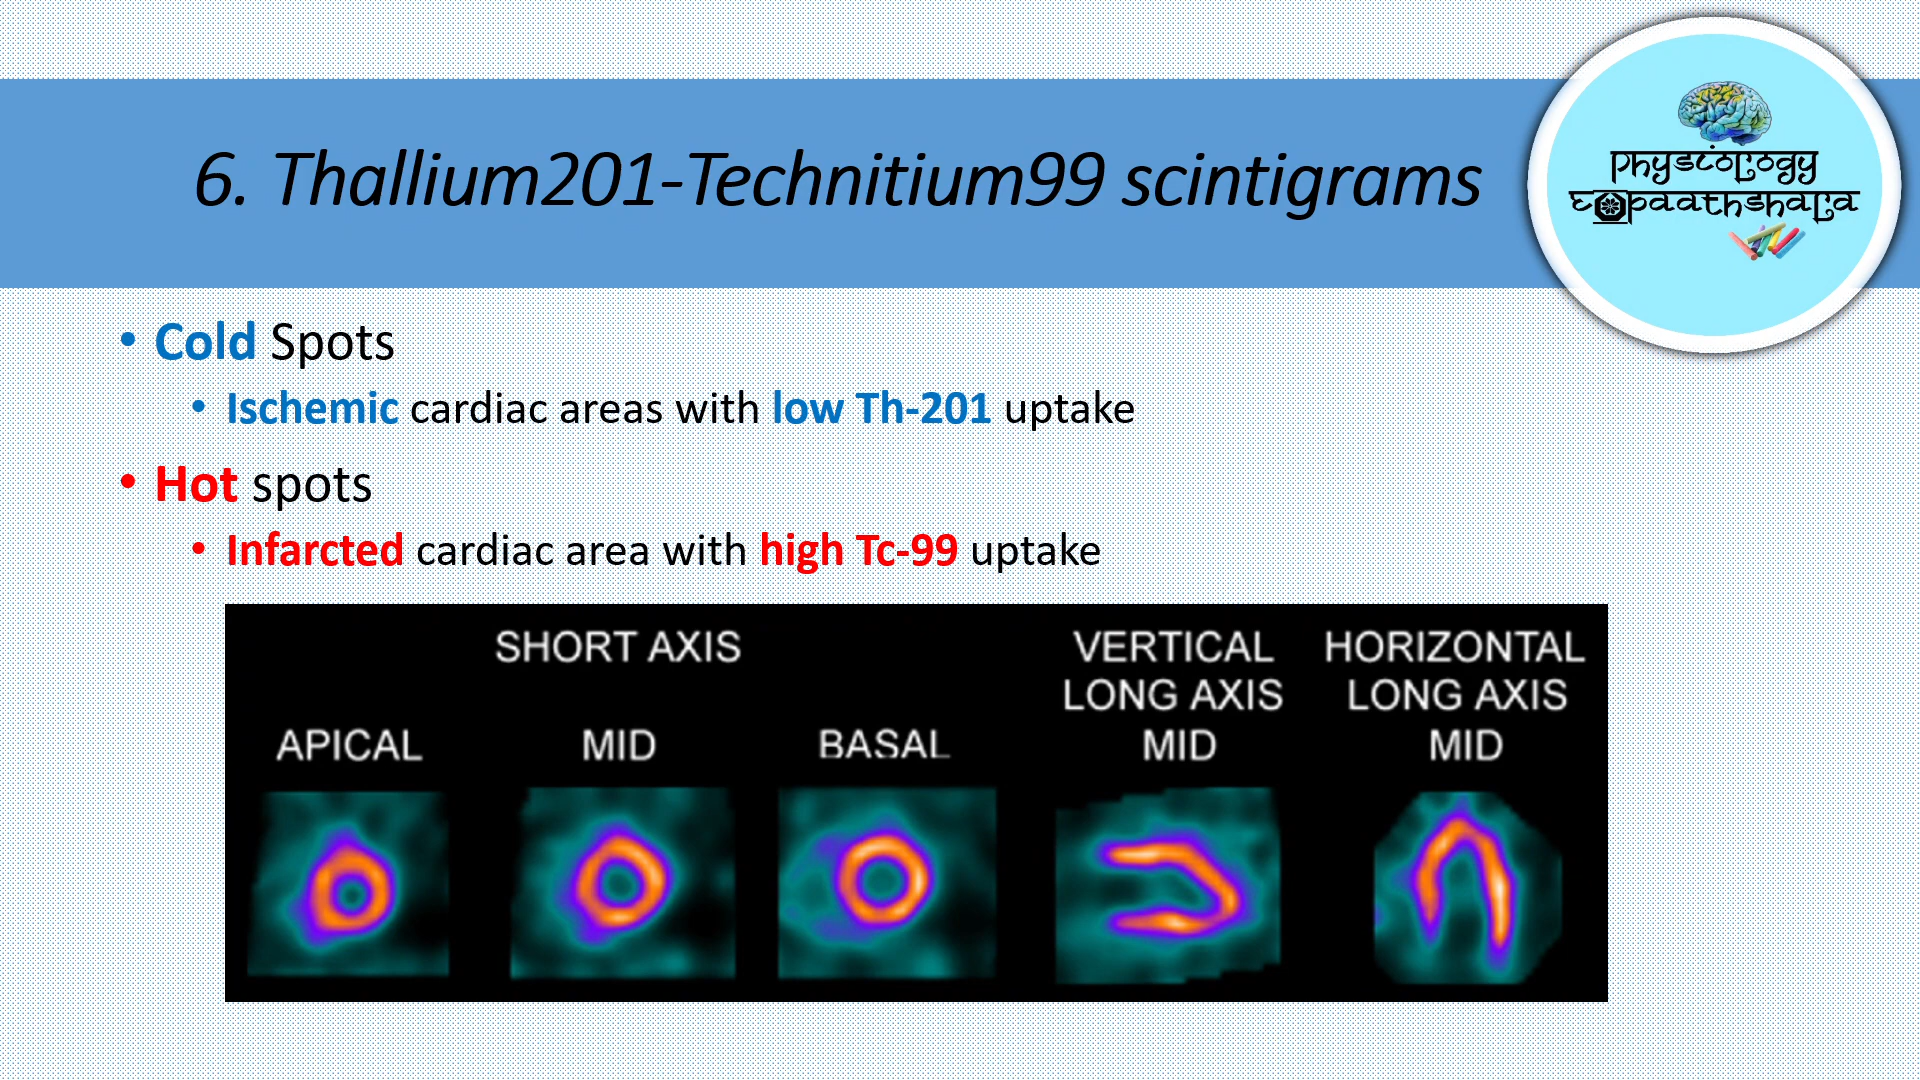 6. Thallium201-Technitium99 scintigrams
Physiology
paathshala
• Cold Spots
• Ischemic cardiac areas with low Th-201 uptake
• Hot spots
• Infarcted cardiac area with high Tc-99 uptake
SHORT AXIS
VERTICAL
LONG AXIS
HORIZONTAL
LONG AXIS
APICAL
MID
BASAL
MID
MID